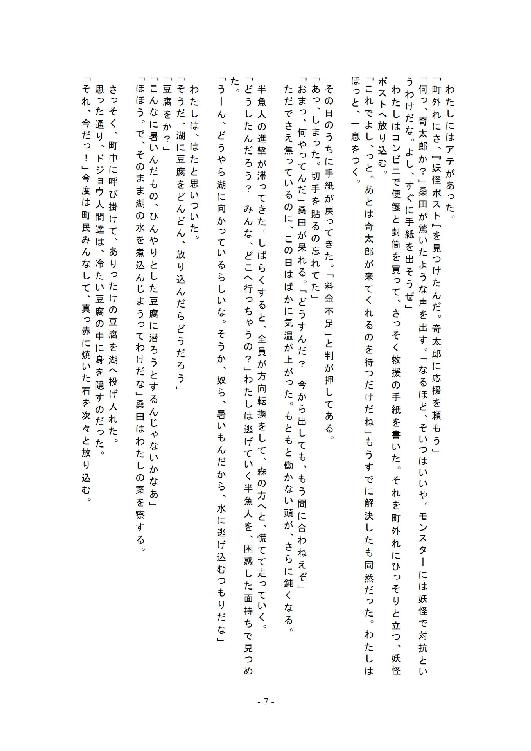 わたしにはアテがあった。
「町外れにさ、『妖怪ポスト』を見つけたんだ。奇太郎に応援を頼もう」
「何っ、奇太郎か？」桑田が驚いたような声を出す。「なるほど、そいつはいいや。モンスターには妖怪で対抗とい
うわけだな。よし、すぐに手紙を出そうぜ」
わたしはコンビニで便箋と封筒を買って、さっそく救援の手紙を書いた。それを町外れにひっそりと立つ、妖怪
ポストへ放り込む。
「これでよし、っと。あとは奇太郎が来てくれるのを待つだけだね」もうすでに解決したも同然だった。わたしは
ほっと、一息をつく。
その日のうちに手紙が戻ってきた。「料金不足」と判が押してある。
「あっ、しまった。切手を貼るの忘れてた」
「おまっ、何やってんだ」桑田が呆れる。「どうすんだ？　今から出しても、もう間に合わねえぞ」
ただでさえ焦っているのに、この日はばかに気温が上がった。もともと働かない頭が、さらに鈍くなる。
半魚人の進撃が滞ってきた。しばらくすると、全員が方向転換をして、森の方へと、慌てて走っていく。
「どうしたんだろう？　みんな、どこへ行っちゃうの？」わたしは逃げていく半魚人を、困惑した面持ちで見つめ
た。
「うーん、どうやら湖に向かっているらしいな。そうか、奴ら、暑いもんだから、水に逃げ込むつもりだな」
わたしは、はたと思いついた。
「そうだ、湖に豆腐をどんどん、放り込んだらどうだろう」
「豆腐をかっ？」
「こんなに暑いんだもの、ひんやりとした豆腐に潜ろうとするんじゃないかなあ」
「ほほう。で、そのまま湖の水を煮込んじまうってわけだな」桑田はわたしの案を察する。
さっそく、町中に呼び掛けて、ありったけの豆腐を湖へ投げ入れた。
思った通り、ドジョウ人間達は、冷たい豆腐の中に身を隠すのだった。
「それ、今だっ！」今度は町民みんなして、真っ赤に焼いた石を次々と放り込む。
- 7 -